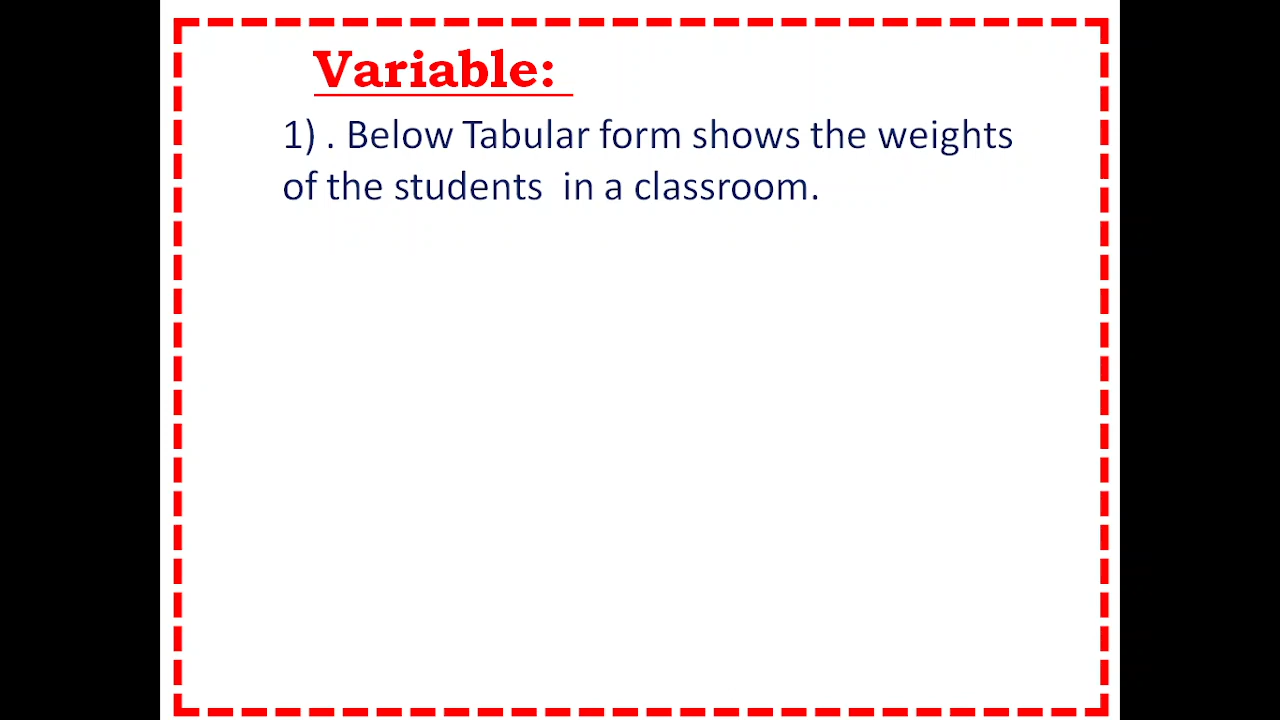 Variable:
1) . Below Tabular form shows the weights
of the students  in a classroom.